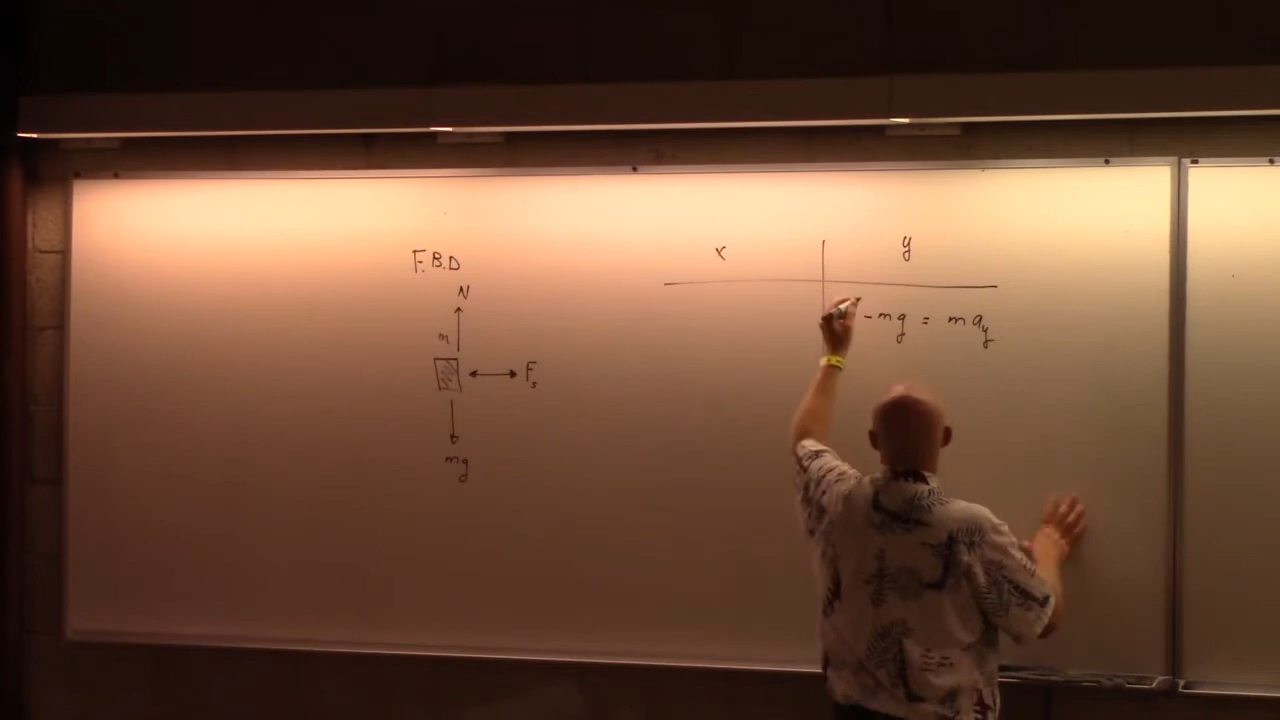 F.B.D
N
m
F_s
mg
x y
-mg = ma_y